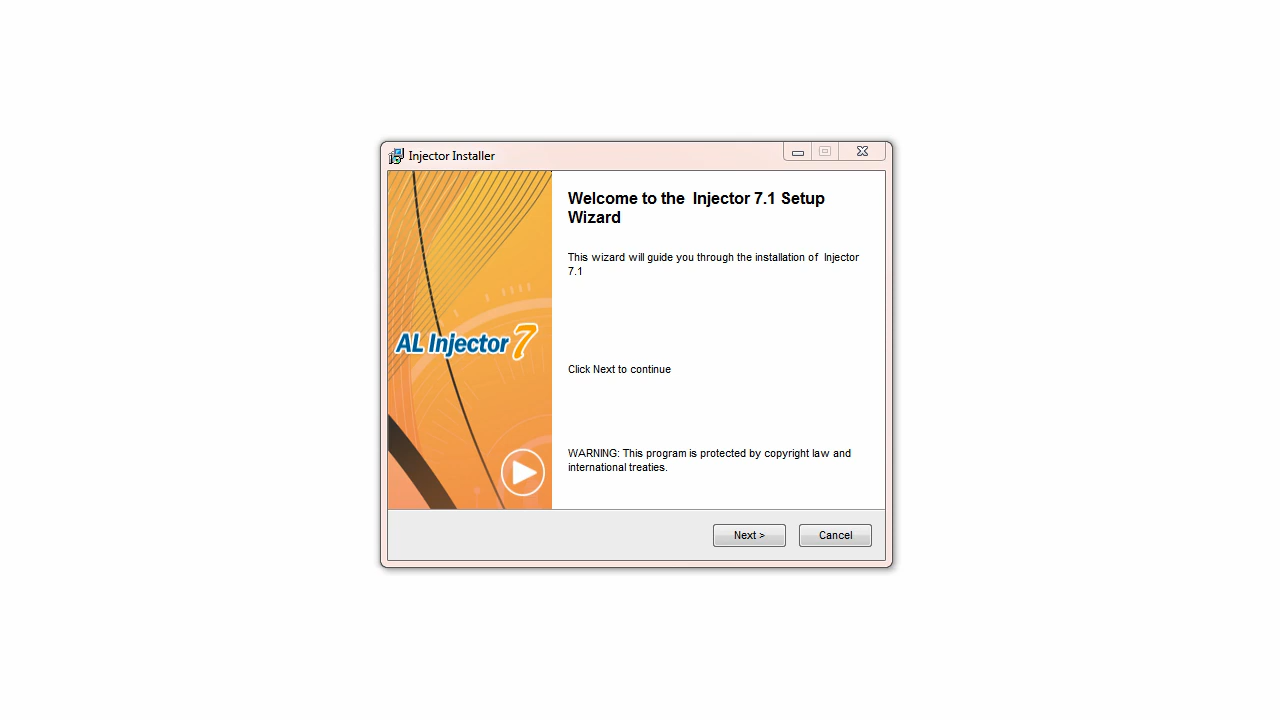 Injector Installer
Welcome to the Injector 7.1 Setup
Wizard
This wizard will guide you through the installation of Injector
7.1
AL Injector 7
Click Next to continue
WARNING: This program is protected by copyright law and
international treaties.
Next >
Cancel